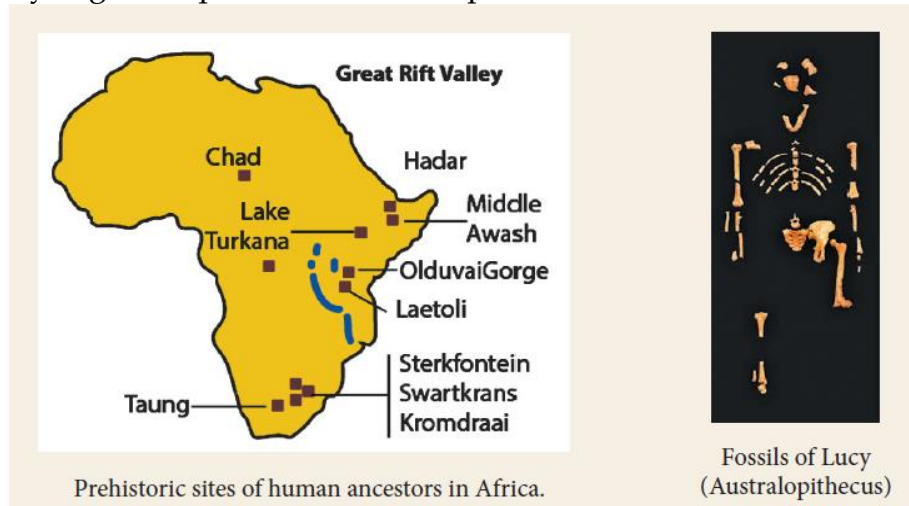 Great Rift Valley
Chad
Hadar
Lake
Turkana
Middle
Awash
OlduvaiGorge
Laetoli
Sterkfontein
Swartkrans
Kromdraai
Taung
Prehistoric sites of human ancestors in Africa.
Fossils of Lucy
(Australopithecus)